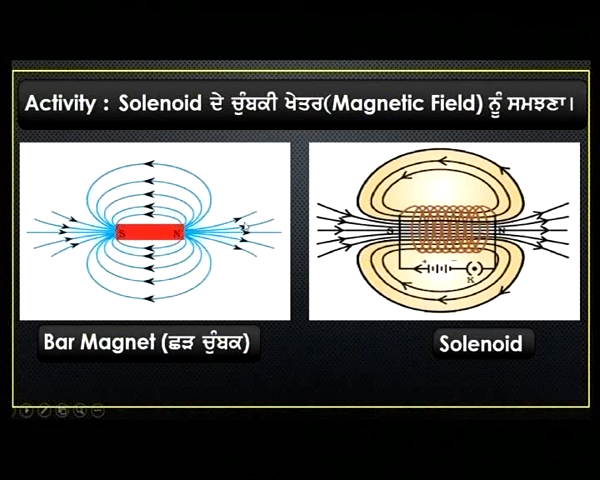 Activity : Solenoid ਦੇ ਚੁੰਬਕੀ ਖੇਤਰ(Magnetic Field) ਨੂੰ ਸਮਝਣਾ।
S N
S N
+ −
K
Bar Magnet (ਛੜ ਚੁੰਬਕ)
Solenoid